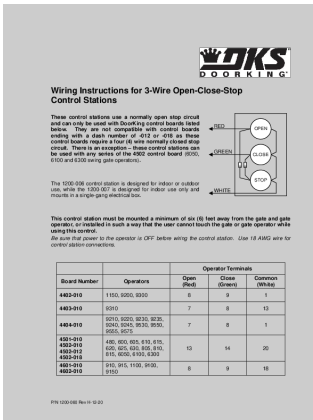 DKS
DOORKING
Wiring Instructions for 3-Wire Open-Close-Stop
Control Stations
These control stations use a normally open stop circuit
and can only be used with DoorKing control boards listed
below. They are not compatible with control boards
ending with a dash number of -012 or -018 as these
control boards require a four (4) wire normally closed stop
circuit. There is an exception – these control stations can
be used with any series of the 4502 control board (6050,
6100 and 6300 swing gate operators).
The 1200-006 control station is designed for indoor or outdoor
use, while the 1200-007 is designed for indoor use only and
mounts in a single-gang electrical box.
RED
OPEN
GREEN
CLOSE
STOP
WHITE
This control station must be mounted a minimum of six (6) feet away from the gate and gate
operator, or installed in such a way that the user cannot touch the gate or gate operator while
using this control.
Be sure that power to the operator is OFF before wiring the control station. Use 18 AWG wire for
control station connections.
Operator Terminals
Board Number Operators Open (Red) Close (Green) Common (White)
4402-010 1150, 9200, 9300 8 9 1
4403-010 9310 7 8 13
4404-010 9210, 9220, 9230, 9235, 9240, 9245, 9530, 9550, 9555, 9575 7 8 1
4501-010 4502-010 4502-012 4502-018 610, 615, 620, 625, 630, 815, 6050, 6100, 6300 13 14 20
4601-010 4602-010 910, 915, 1100, 9100, 9150 8 9 18